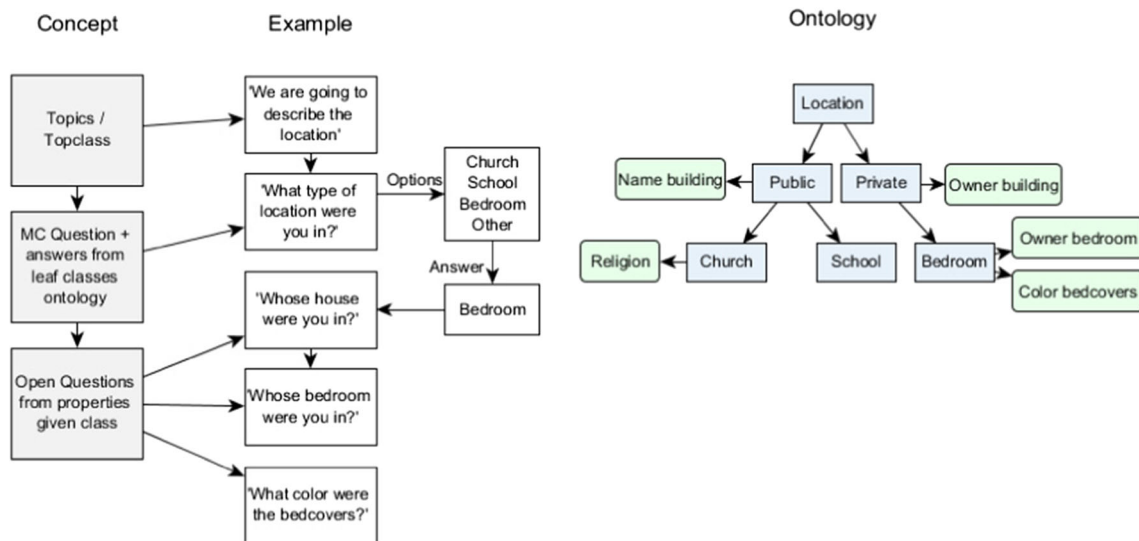 Concept
Example
Ontology
Topics /
Topclass
'We are going to
describe the
location'
MC Question +
answers from
leaf classes
ontology
'What type of
location were
you in?'
Options
Church
School
Bedroom
Other
Answer
Bedroom
Open Questions
from properties
given class
'Whose house
were you in?'
'Whose bedroom
were you in?'
'What color were
the bedcovers?'
Location
Name building
Public
Private
Owner building
Religion
Church
School
Bedroom
Owner bedroom
Color bedcovers